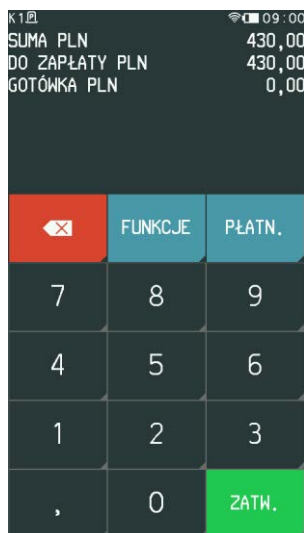 K1 P 09:00
SUMA PLN 430,00
DO ZAPŁATY PLN 430,00
GOTÓWKA PLN 0,00
FUNKCJE PŁATN.
7 8 9
4 5 6
1 2 3
, 0 ZATW.